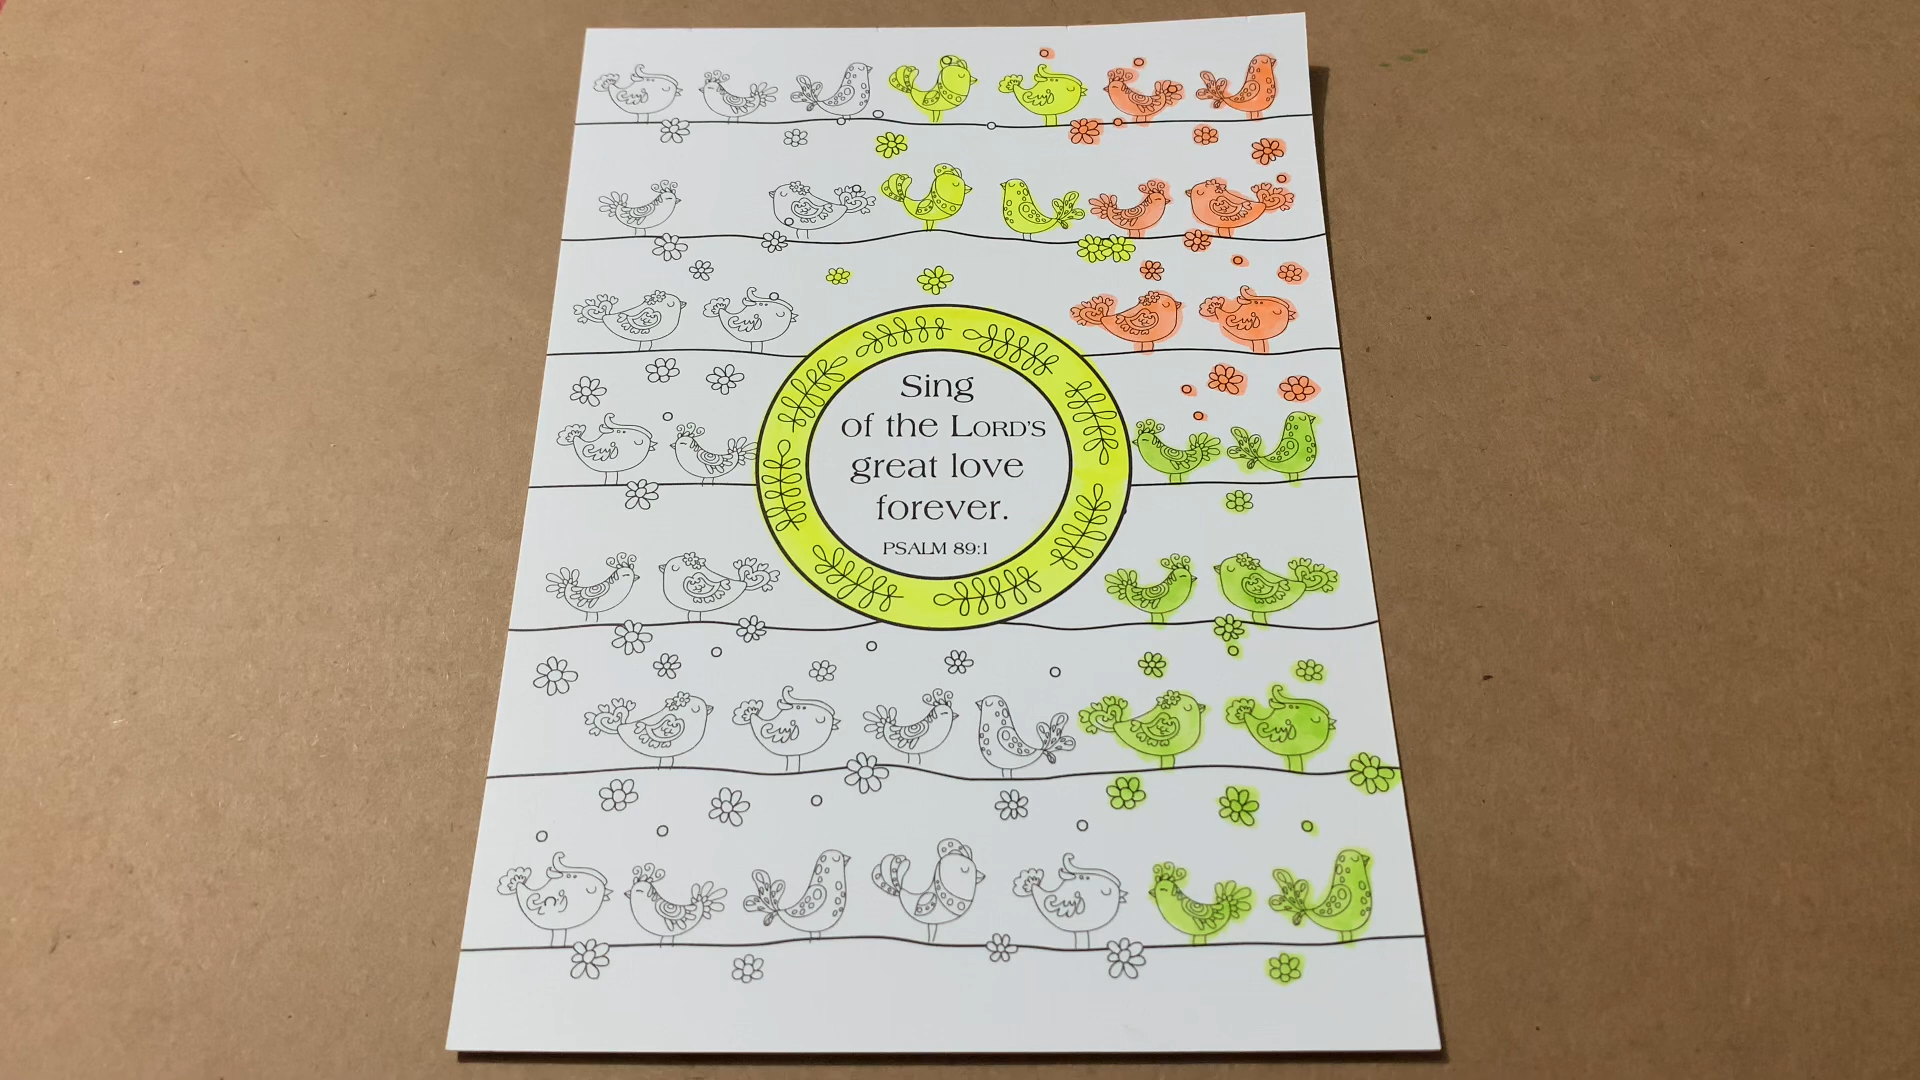 Sing
of the LORD'S
great love
forever.
PSALM 89:1